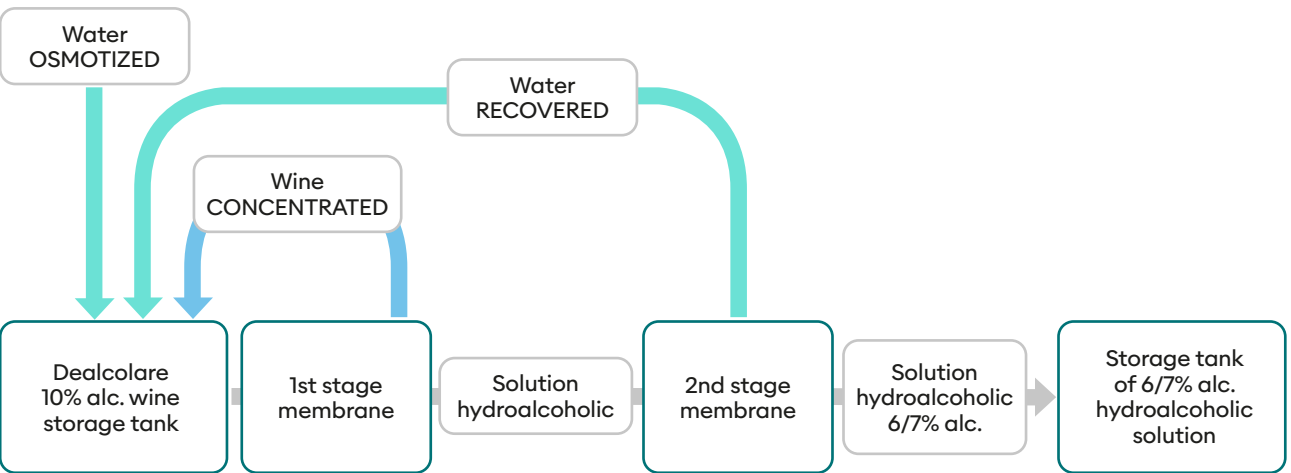 Water
OSMOTIZED
Water
RECOVERED
Wine
CONCENTRATED
Dealcolare
10% alc. wine
storage tank
1st stage
membrane
Solution
hydroalcoholic
2nd stage
membrane
Solution
hydroalcoholic
6/7% alc.
Storage tank
of 6/7% alc.
hydroalcoholic
solution